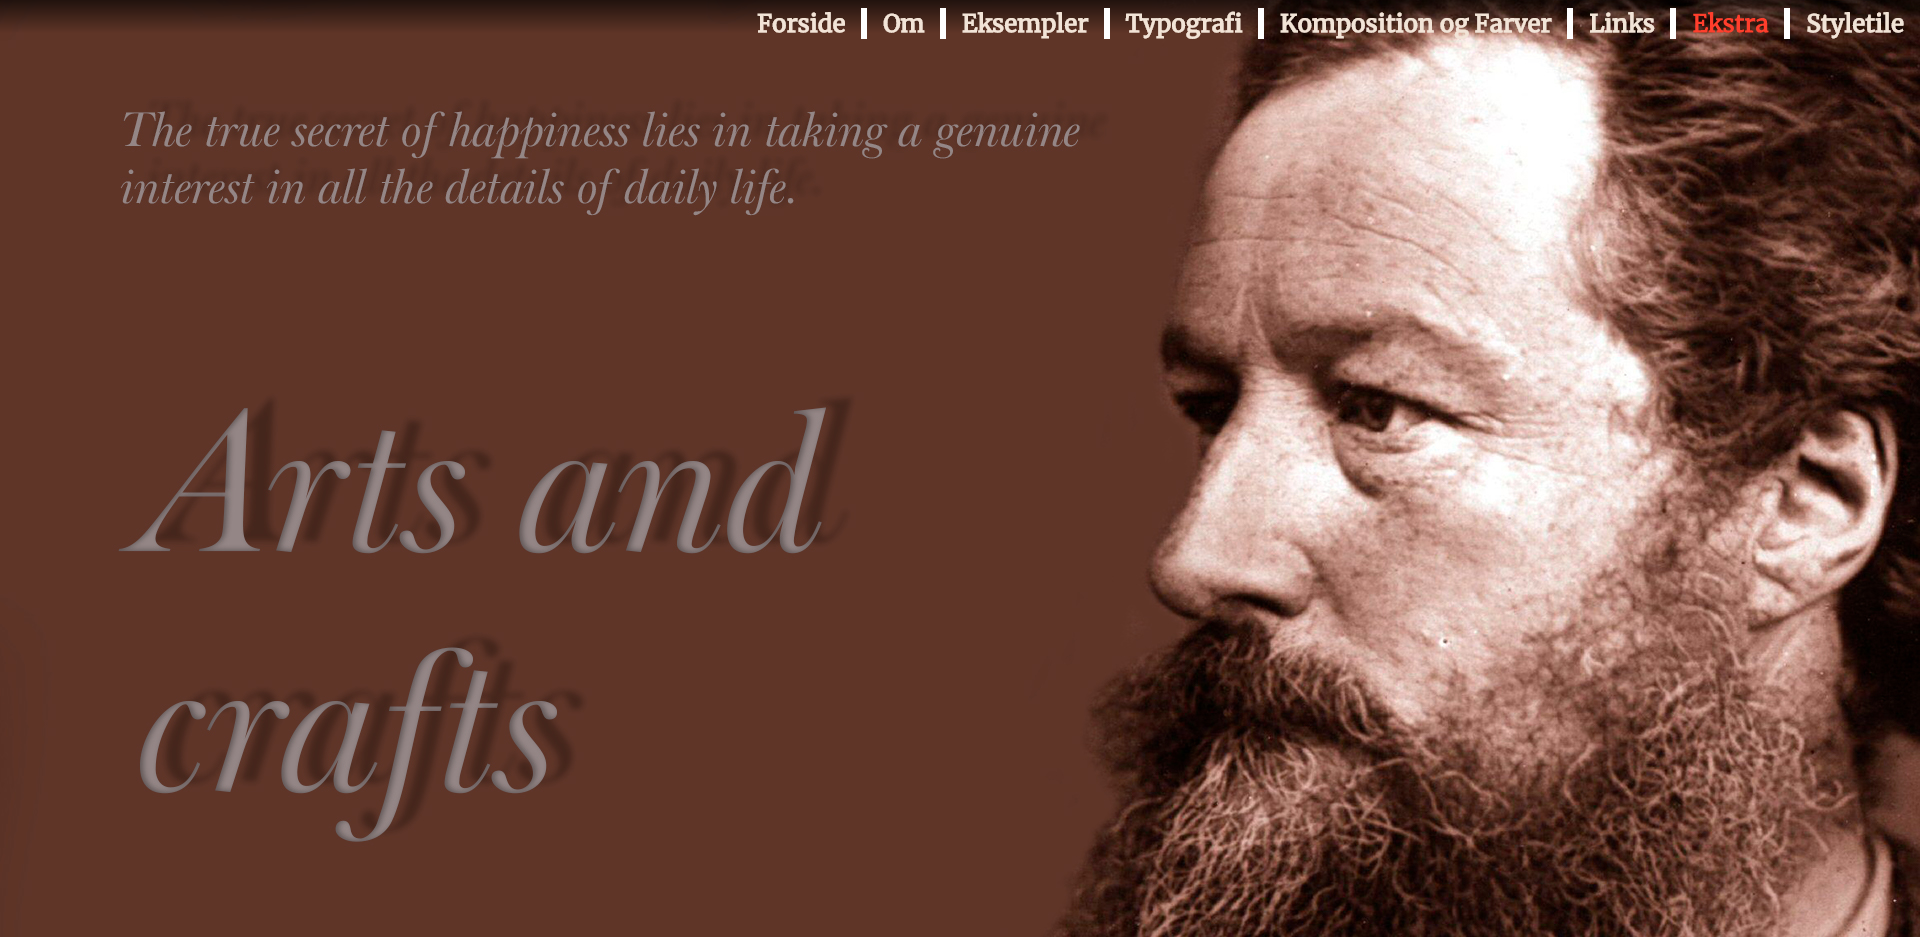 Forside Om Eksempler Typografi Komposition og Farver Links Ekstra Styletile
The true secret of happiness lies in taking a genuine
interest in all the details of daily life.
Arts and
crafts